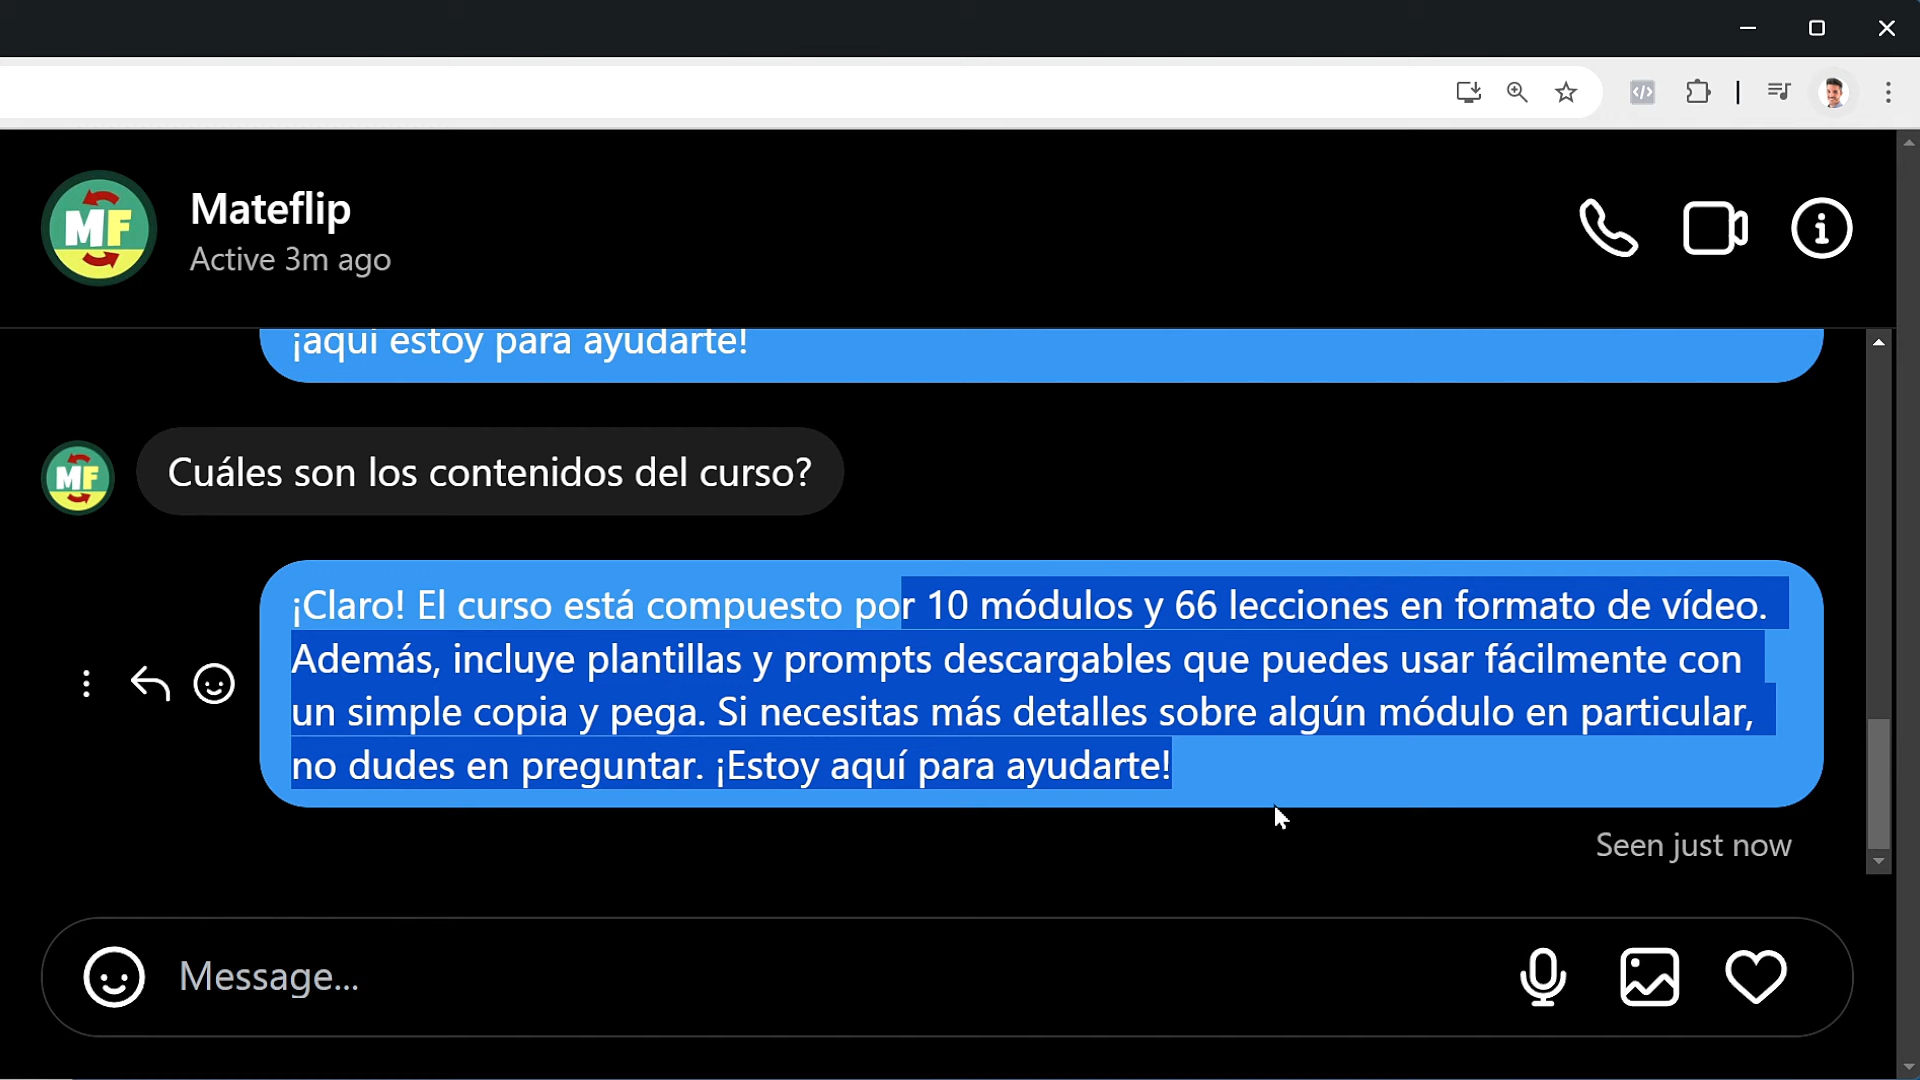 MF
Mateflip
Active 3m ago
¡aquí estoy para ayudarte!
MF
Cuáles son los contenidos del curso?
¡Claro! El curso está compuesto por 10 módulos y 66 lecciones en formato de vídeo.
Además, incluye plantillas y prompts descargables que puedes usar fácilmente con
un simple copia y pega. Si necesitas más detalles sobre algún módulo en particular,
no dudes en preguntar. ¡Estoy aquí para ayudarte!
Seen just now
Message...